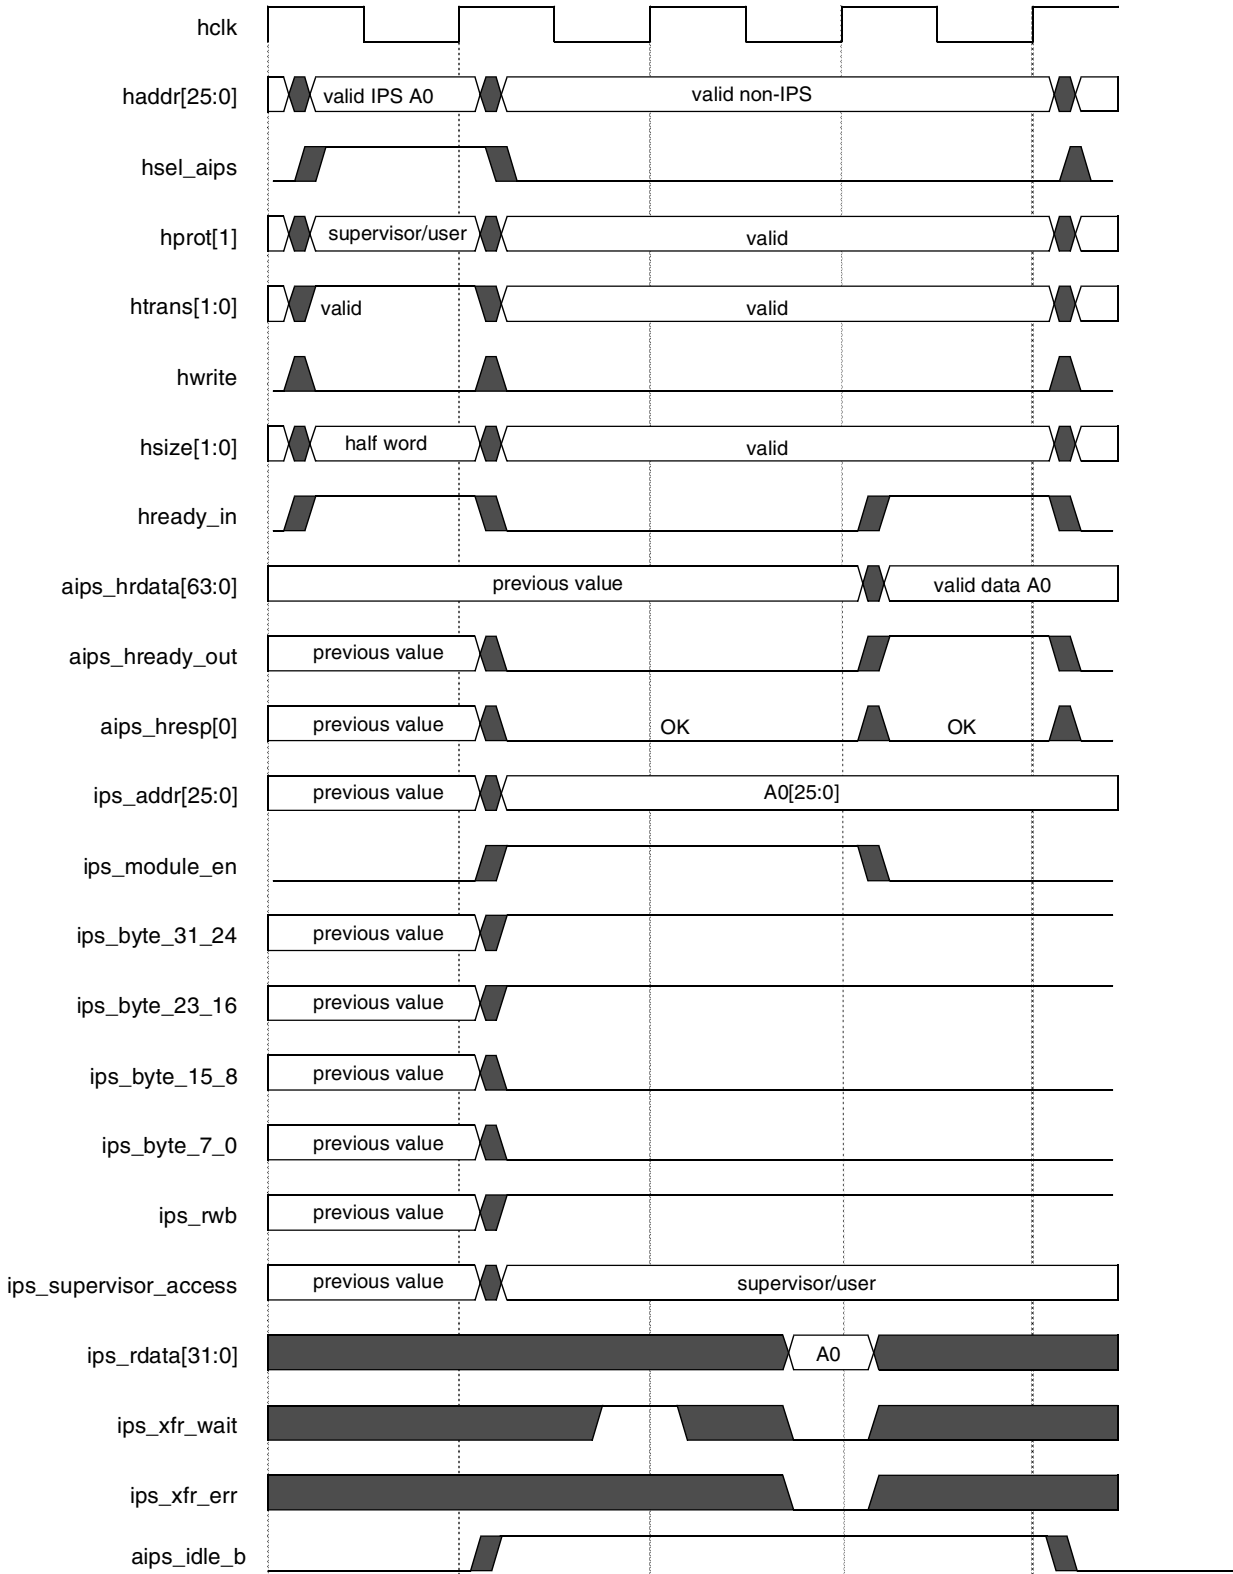 hclk
haddr[25:0] valid IPS A0 valid non-IPS
hsel_aips
hprot[1] supervisor/user valid
htrans[1:0] valid valid
hwrite
hsize[1:0] half word valid
hready_in
aips_hrdata[63:0] previous value valid data A0
aips_hready_out previous value
aips_hresp[0] previous value OK OK
ips_addr[25:0] previous value A0[25:0]
ips_module_en
ips_byte_31_24 previous value
ips_byte_23_16 previous value
ips_byte_15_8 previous value
ips_byte_7_0 previous value
ips_rwb previous value
ips_supervisor_access previous value supervisor/user
ips_rdata[31:0] A0
ips_xfr_wait
ips_xfr_err
aips_idle_b